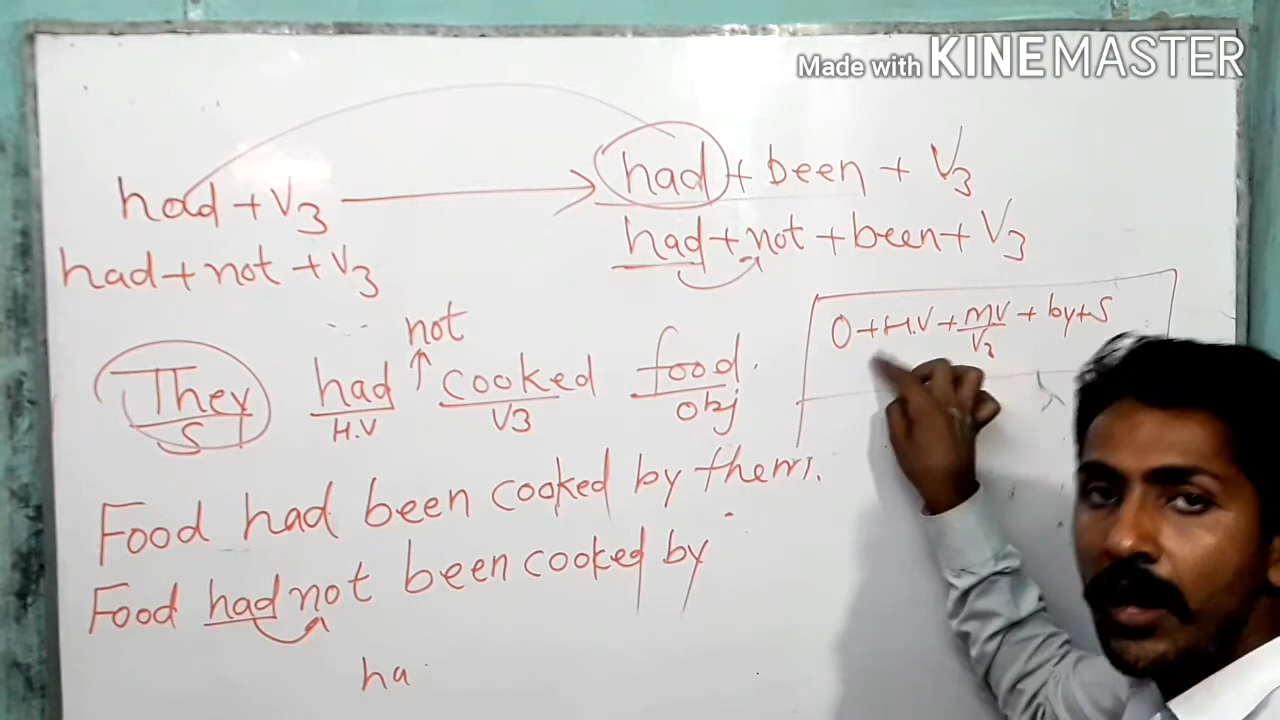 Made with KINEMASTER
had + V3 → had + been + V3
had + not + V3
had + not + been + V3
O + H.V + MV + by + S
V3
not
They had cooked food.
S H.V V3 Obj
Food had been cooked by them.
Food had not been cooked by
ha